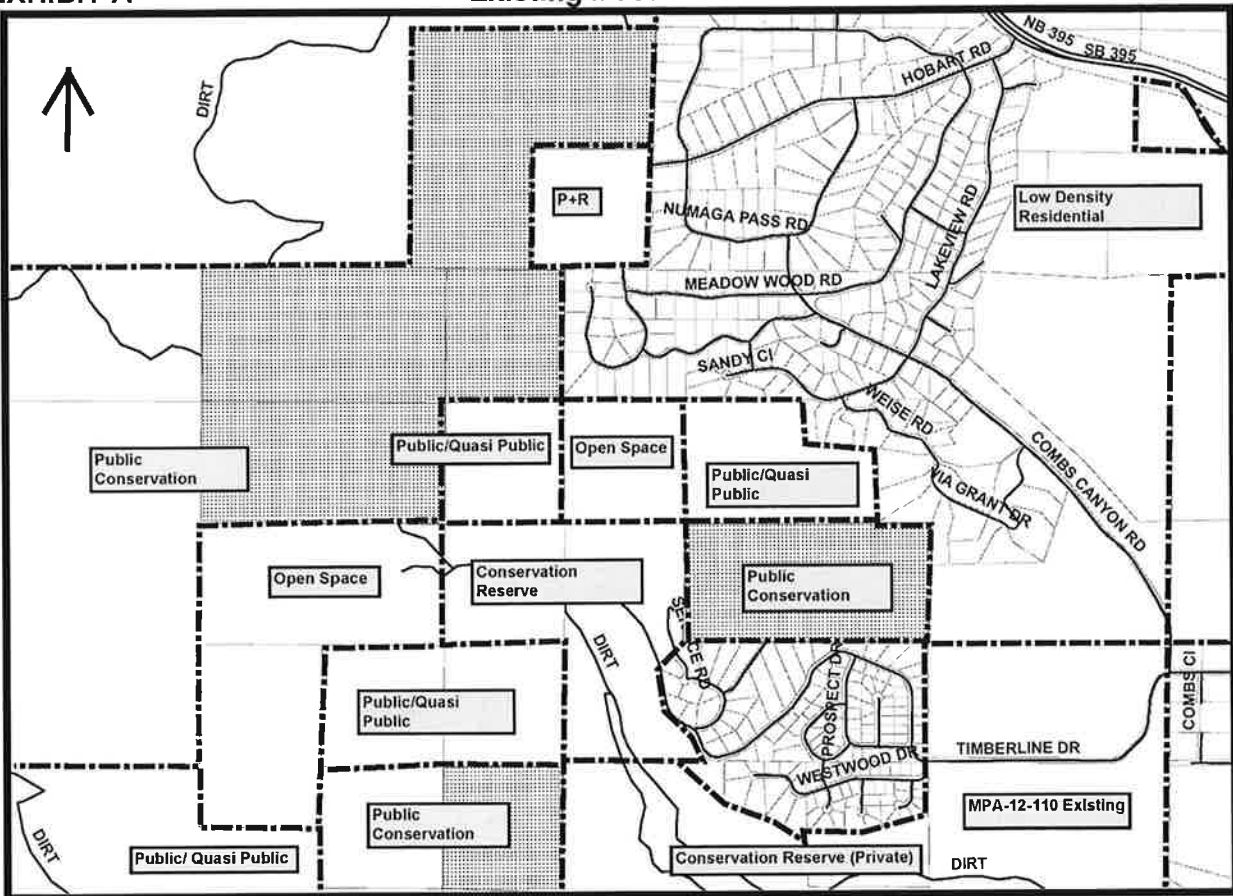 NB 395
SB 395
HOBART RD
DIRT
P+R
Low Density
Residential
NUMAGA PASS RD
LAKEVIEW RD
MEADOW WOOD RD
SANDY CI
WEISE RD
COMBS CANYON RD
Public
Conservation
Public/Quasi Public
Open Space
Public/Quasi
Public
VIA GRANT DR
Open Space
Conservation
Reserve
Public
Conservation
DIRT
RD
PROSPECT DR
COMBS CI
Public/Quasi
Public
TIMBERLINE DR
WESTWOOD DR
Public
Conservation
MPA-12-110 Existing
DIRT
Public/ Quasi Public
Conservation Reserve (Private)
DIRT